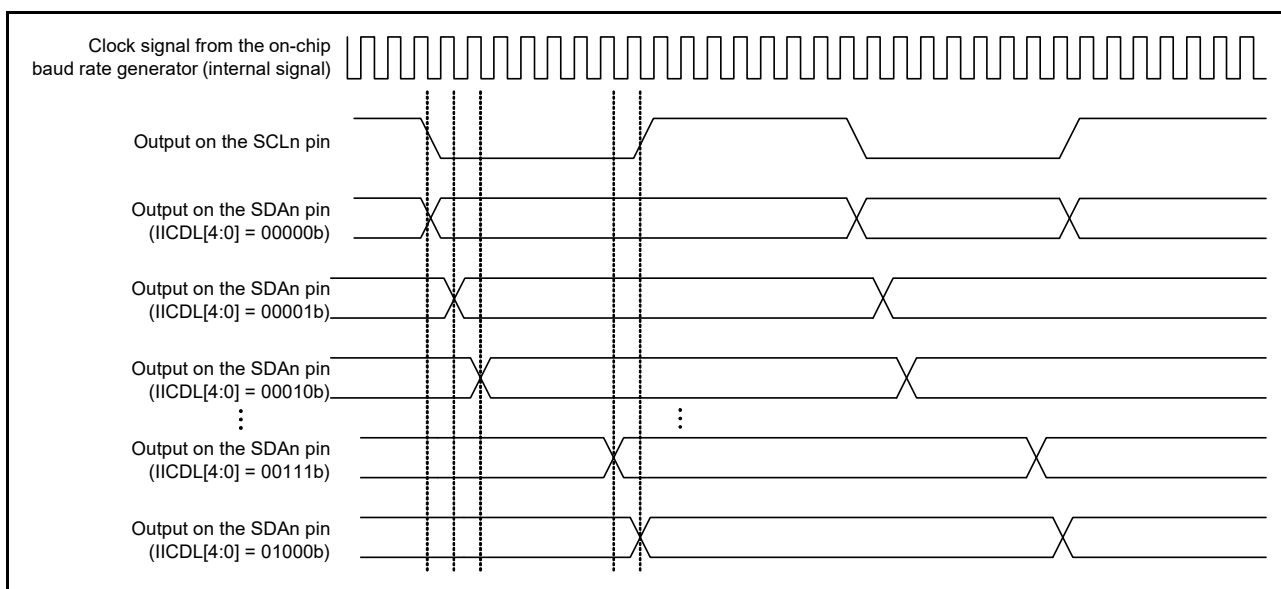 Clock signal from the on-chip
baud rate generator (internal signal)
Output on the SCLn pin
Output on the SDAn pin
(IICDL[4:0] = 00000b)
Output on the SDAn pin
(IICDL[4:0] = 00001b)
Output on the SDAn pin
(IICDL[4:0] = 00010b)
Output on the SDAn pin
(IICDL[4:0] = 00111b)
Output on the SDAn pin
(IICDL[4:0] = 01000b)